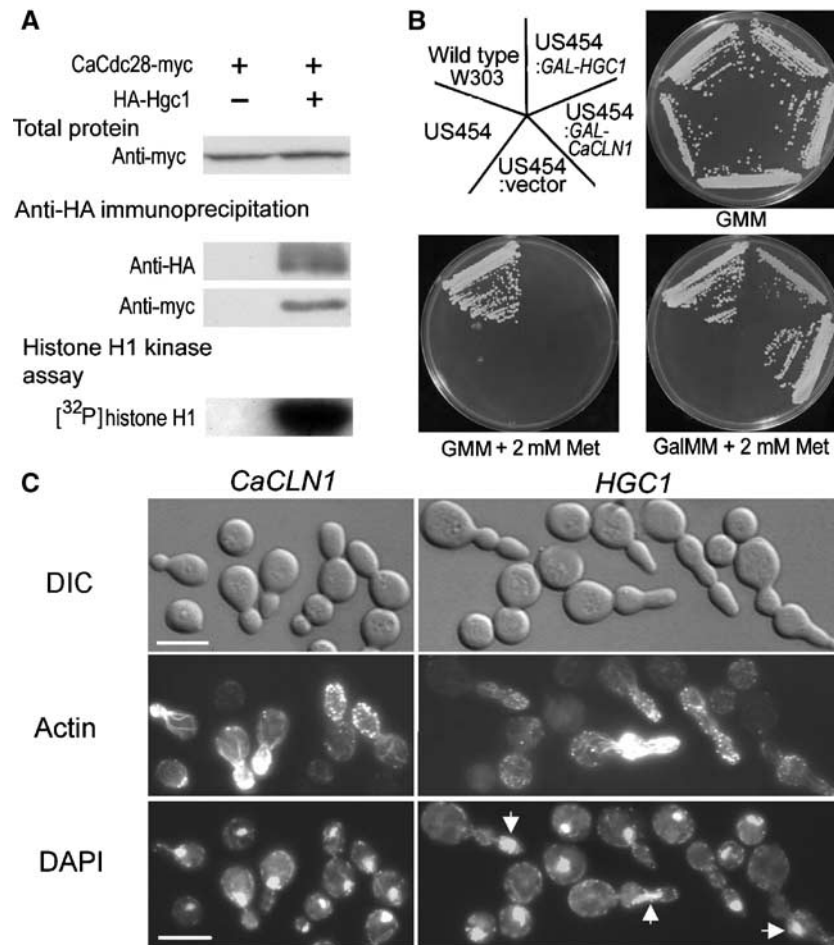 A
CaCdc28-myc + +
HA-Hgc1 – +
Total protein
Anti-myc
Anti-HA immunoprecipitation
Anti-HA
Anti-myc
Histone H1 kinase
assay
[³²P]histone H1
B
Wild type
W303
US454
:GAL-HGC1
US454
US454
:GAL-
CaCLN1
US454
:vector
GMM
GMM + 2 mM Met
GalMM + 2 mM Met
C
CaCLN1
HGC1
DIC
Actin
DAPI